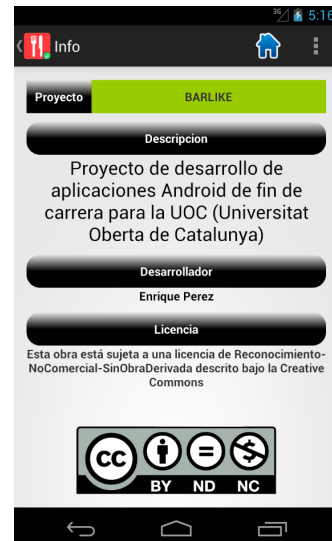 3G 5:16
Info
Proyecto BARLIKE
Descripcion
Proyecto de desarrollo de
aplicaciones Android de fin de
carrera para la UOC (Universitat
Oberta de Catalunya)
Desarrollador
Enrique Perez
Licencia
Esta obra está sujeta a una licencia de Reconocimiento-
NoComercial-SinObraDerivada descrito bajo la Creative
Commons
cc
BY ND NC